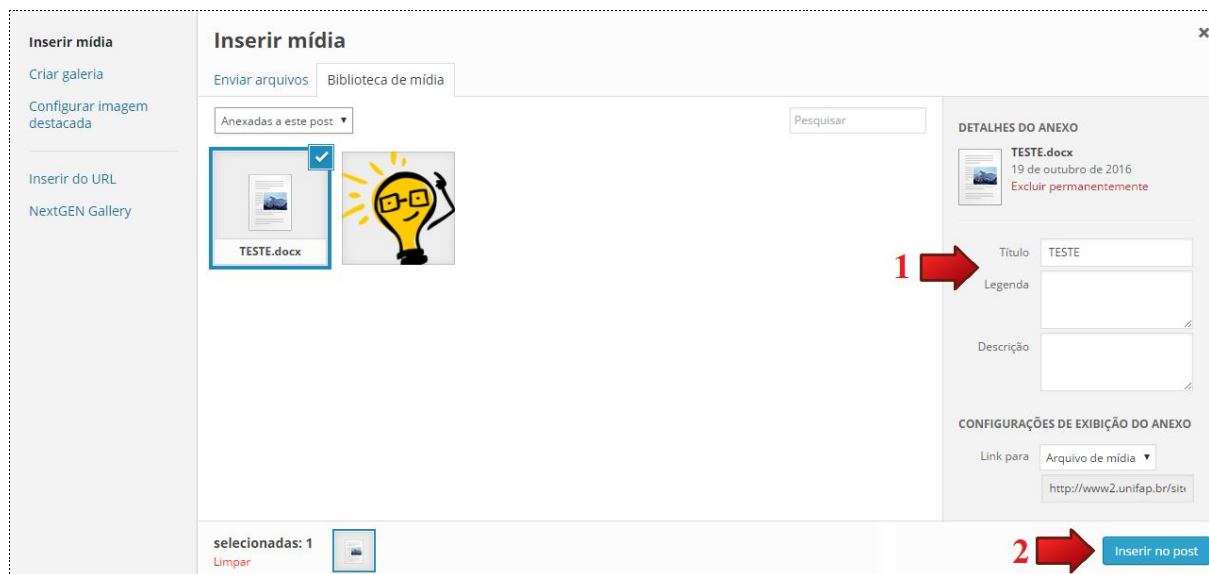 Inserir mídia
Criar galeria
Configurar imagem
destacada
Inserir do URL
NextGEN Gallery
Inserir mídia
×
Enviar arquivos
Biblioteca de mídia
Anexadas a este post
Pesquisar
TESTE.docx
DETALHES DO ANEXO
TESTE.docx
19 de outubro de 2016
Excluir permanentemente
1
Título
TESTE
Legenda
Descrição
CONFIGURAÇÕES DE EXIBIÇÃO DO ANEXO
Link para
Arquivo de mídia
http://www2.unifap.br/site
selecionadas: 1
Limpar
2
Inserir no post